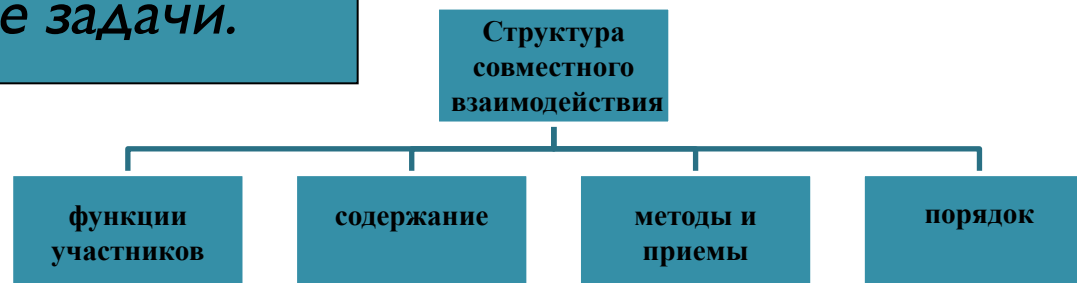 е задачи.
Структура
совместного
взаимодействия
функции
участников
содержание
методы и
приемы
порядок